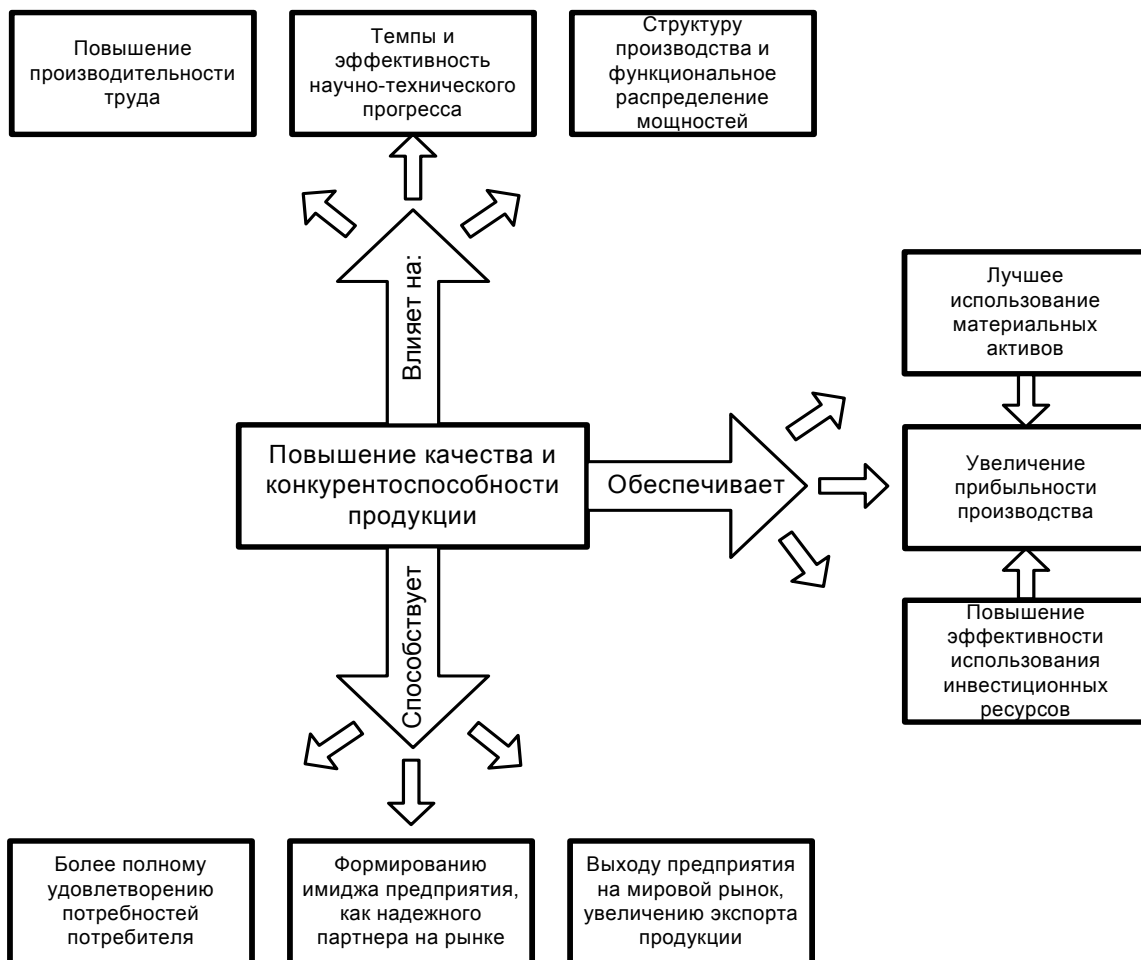 Повышение
производительности
труда
Темпы и
эффективность
научно-технического
прогресса
Структуру
производства и
функциональное
распределение
мощностей
Влияет на:
Лучшее
использование
материальных
активов
Повышение качества и
конкурентоспособности
продукции
Обеспечивает
Увеличение
прибыльности
производства
Повышение
эффективности
использования
инвестиционных
ресурсов
Способствует
Более полному
удовлетворению
потребностей
потребителя
Формированию
имиджа предприятия,
как надежного
партнера на рынке
Выходу предприятия
на мировой рынок,
увеличению экспорта
продукции